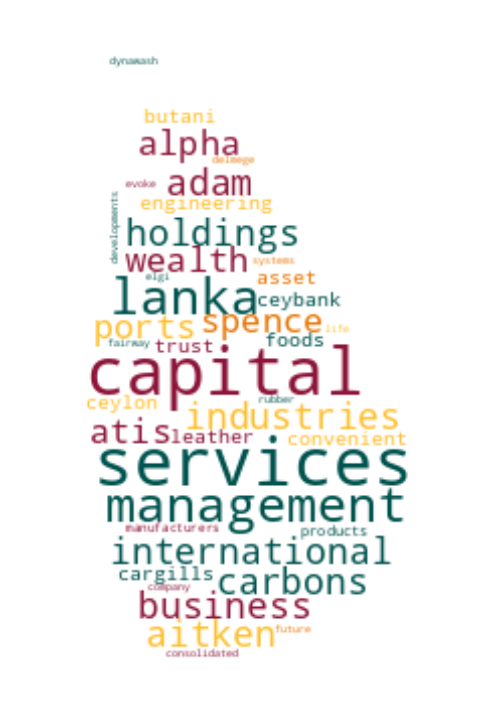 dynawash
butani
alpha
delmege
evoke adam
developments
engineering
holdings
wealth systems
elgi asset
lanka ceybank
ports spence life
fairway trust foods
capital
ceylon rubber
industries
atis leather convenient
services
management
manufacturers products
international
cargills carbons
company
business
aitken future
consolidated